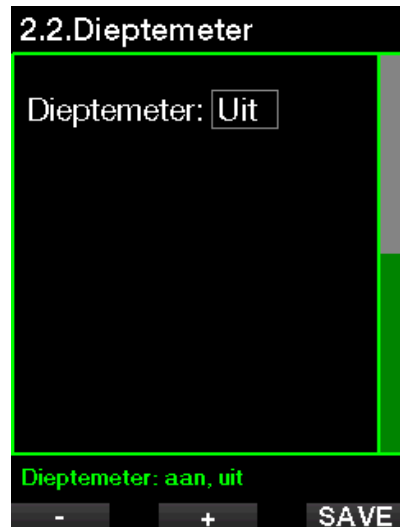 2.2.Dieptemeter
Dieptemeter: Uit
Dieptemeter: aan, uit
- + SAVE